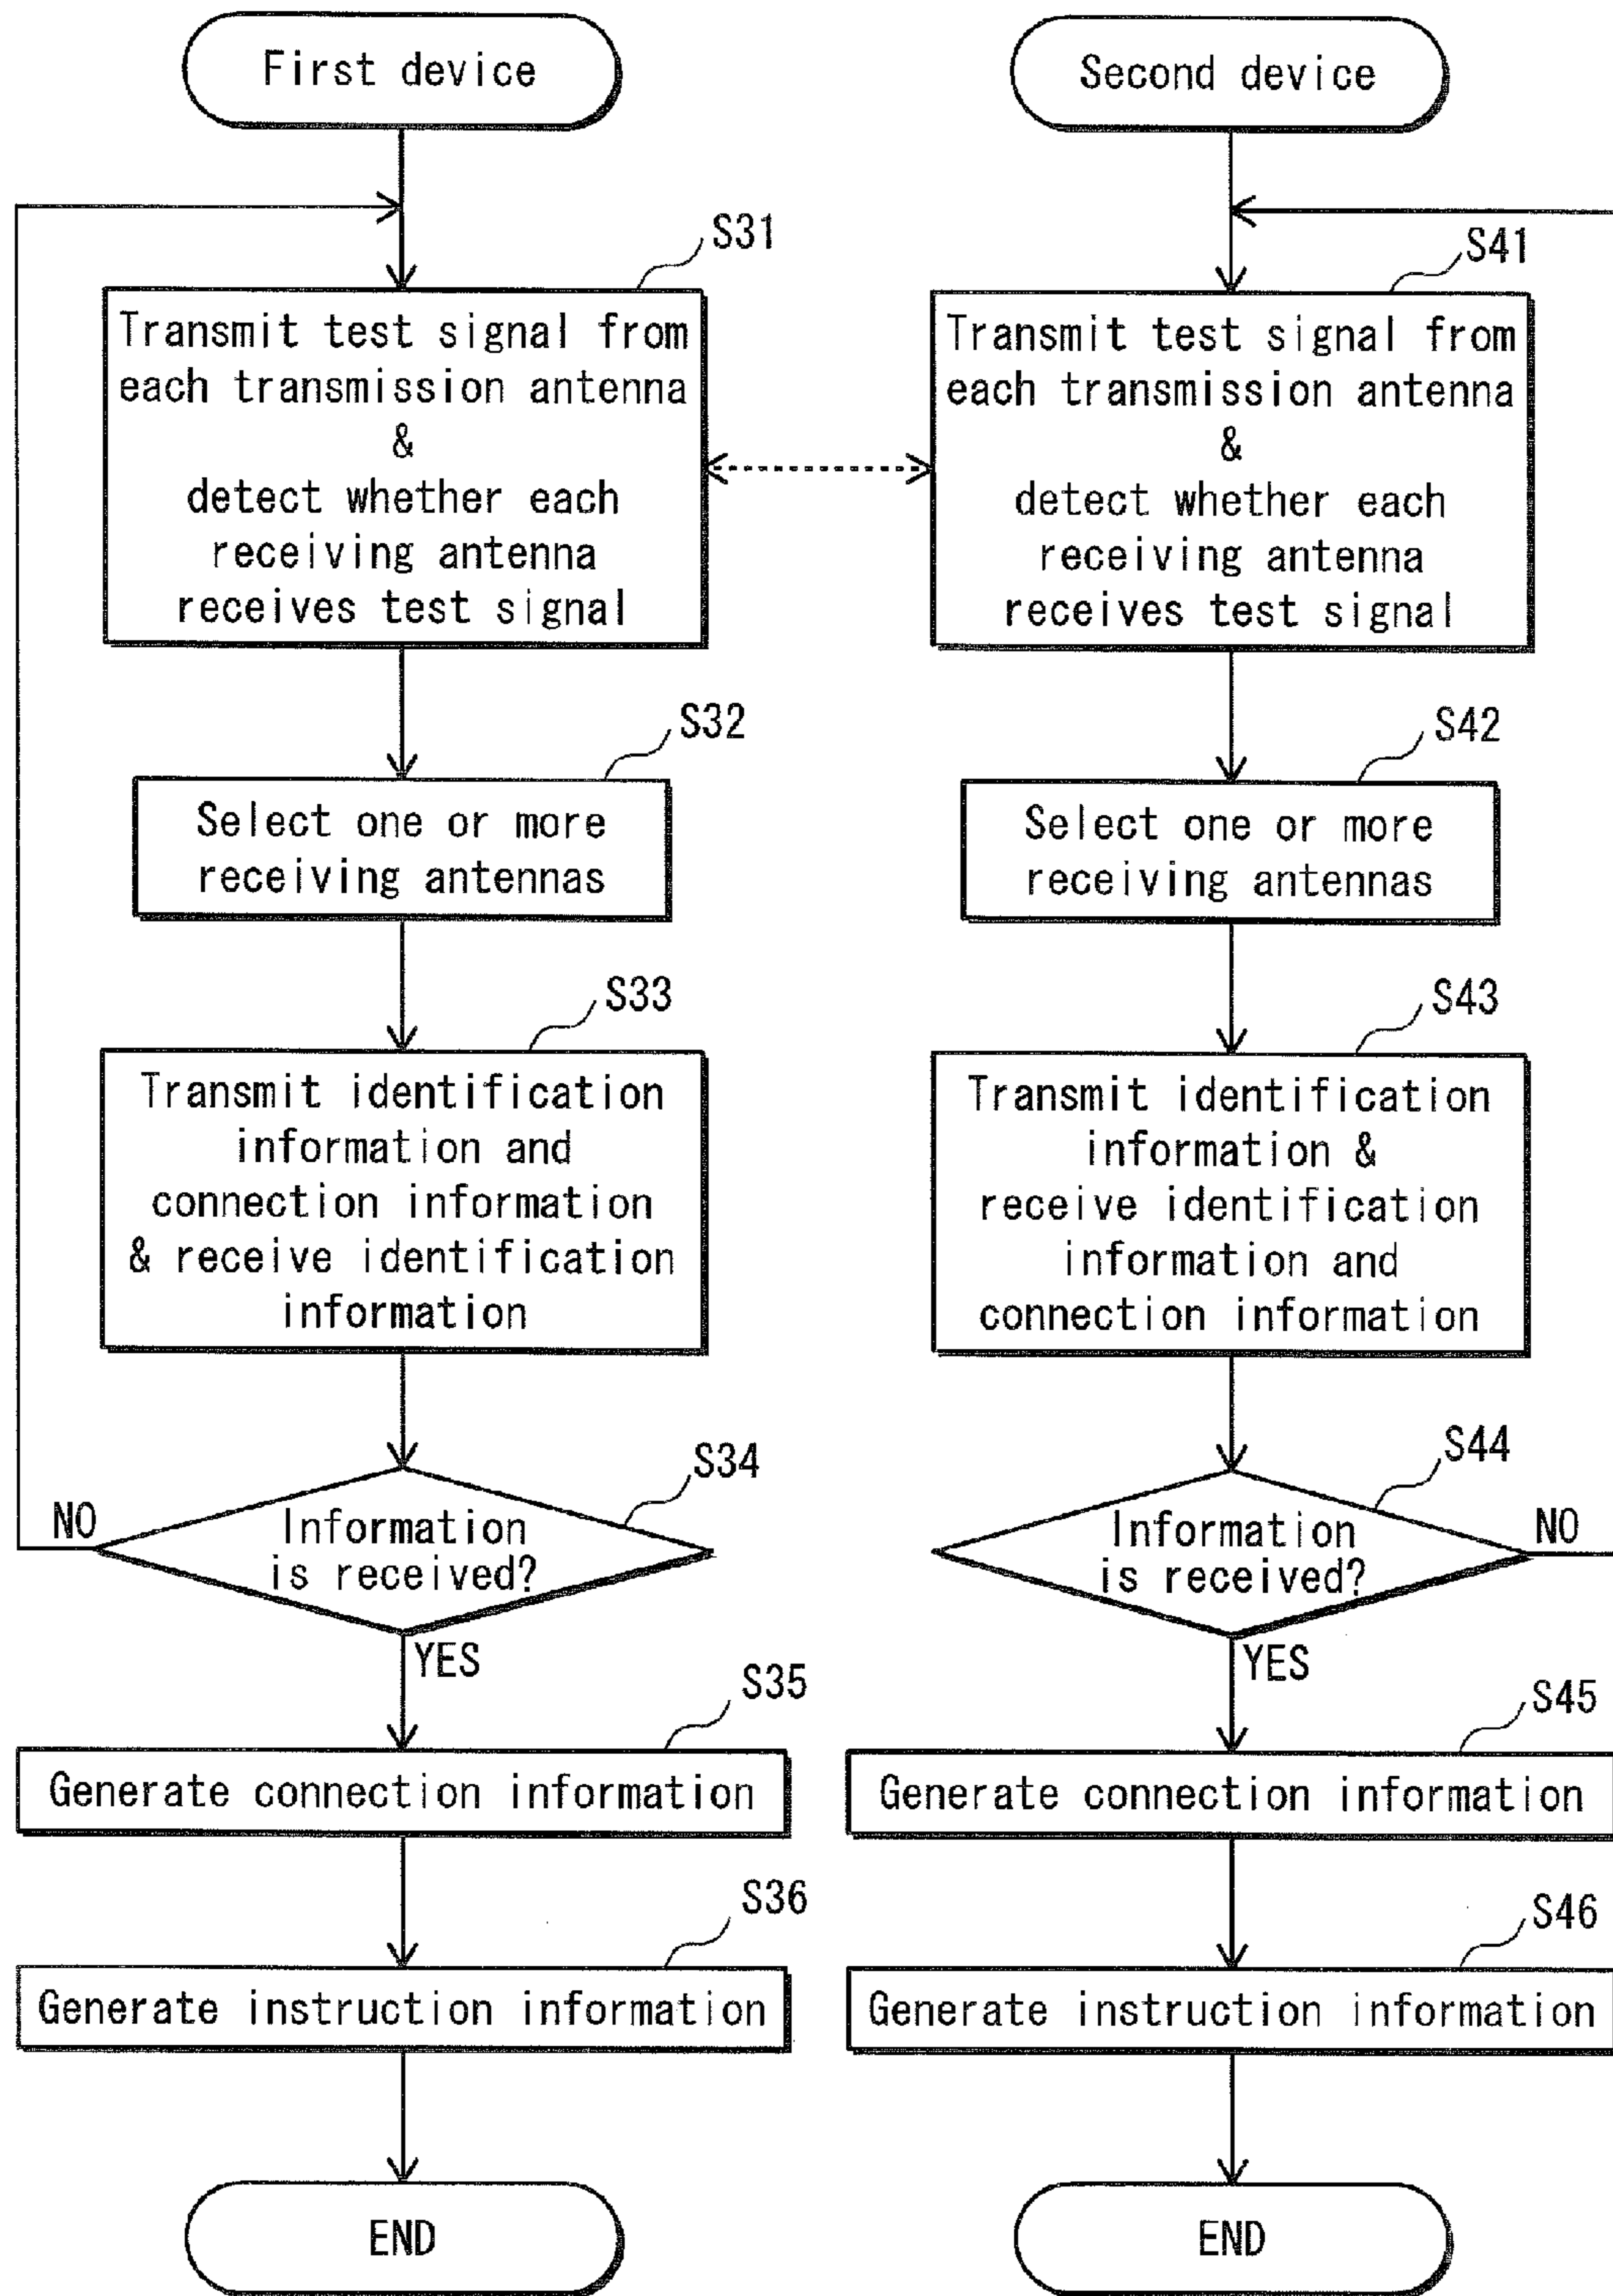 First device
S31
Transmit test signal from
each transmission antenna
&
detect whether each
receiving antenna
receives test signal
S32
Select one or more
receiving antennas
S33
Transmit identification
information and
connection information
& receive identification
information
S34
Information
is received?
NO
YES
S35
Generate connection information
S36
Generate instruction information
END
Second device
S41
Transmit test signal from
each transmission antenna
&
detect whether each
receiving antenna
receives test signal
S42
Select one or more
receiving antennas
S43
Transmit identification
information &
receive identification
information and
connection information
S44
Information
is received?
NO
YES
S45
Generate connection information
S46
Generate instruction information
END